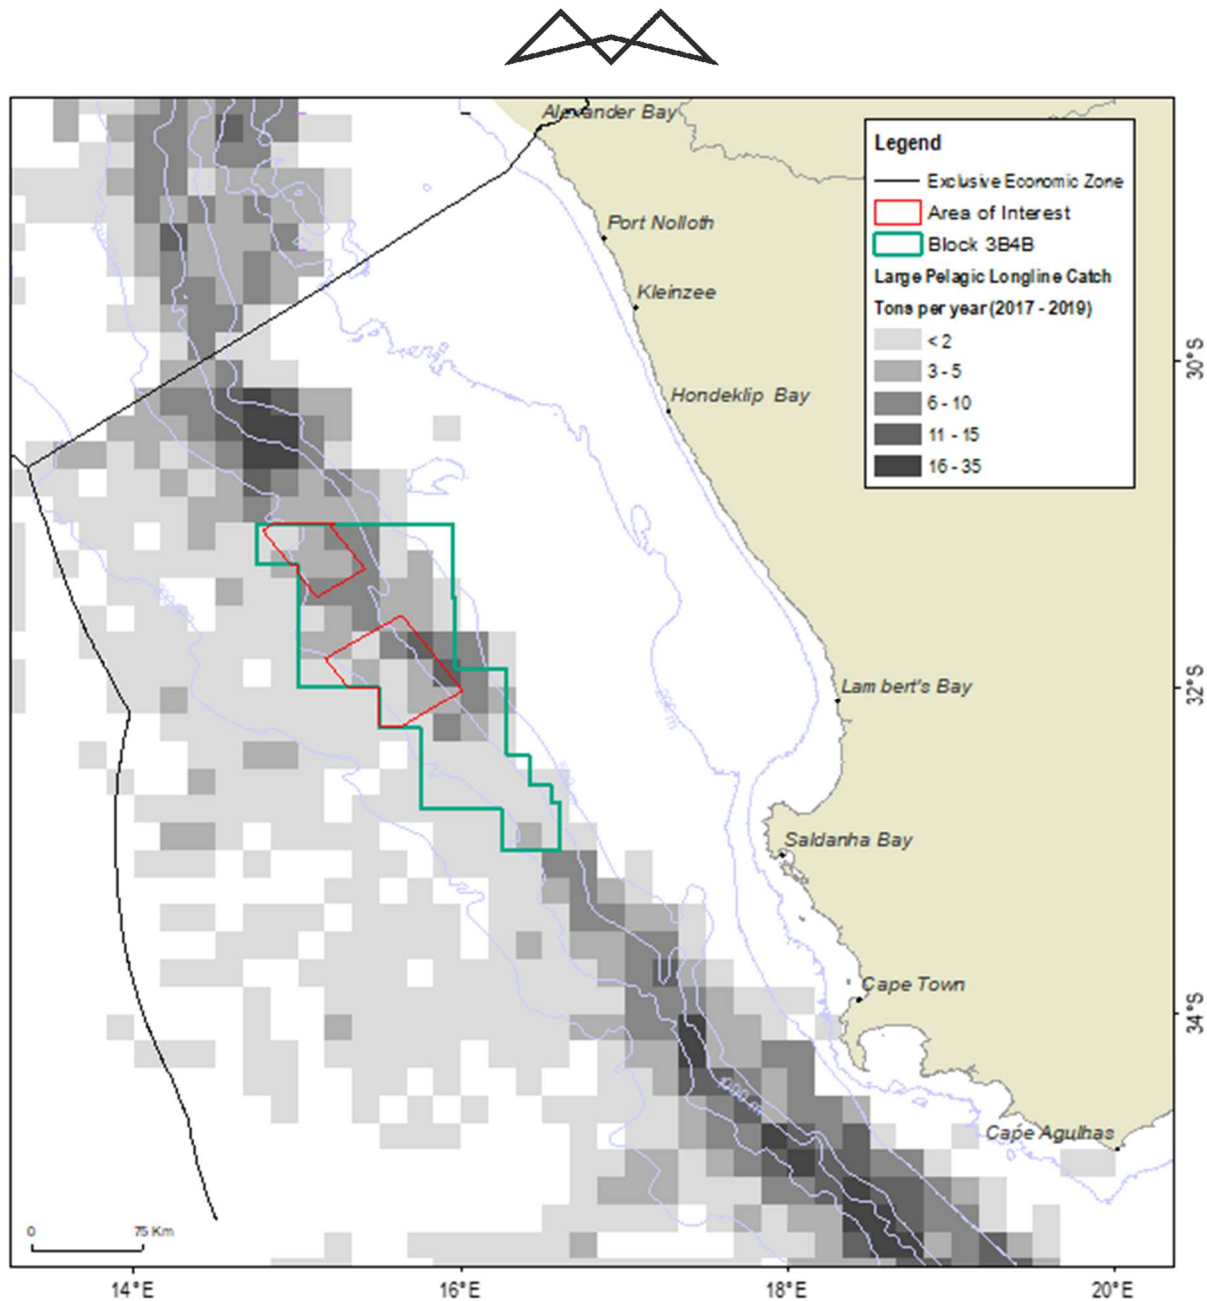 Alexander Bay
Port Nolloth
Kleinzee
Hondeklip Bay
Lambert's Bay
Saldanha Bay
Cape Town
Cape Agulhas
Legend
Exclusive Economic Zone
Area of Interest
Block 3B4B
Large Pelagic Longline Catch
Tons per year (2017 - 2019)
< 2
3 - 5
6 - 10
11 - 15
16 - 35
30°S
32°S
34°S
200 m
1000 m
0 75 Km
14°E 16°E 18°E 20°E